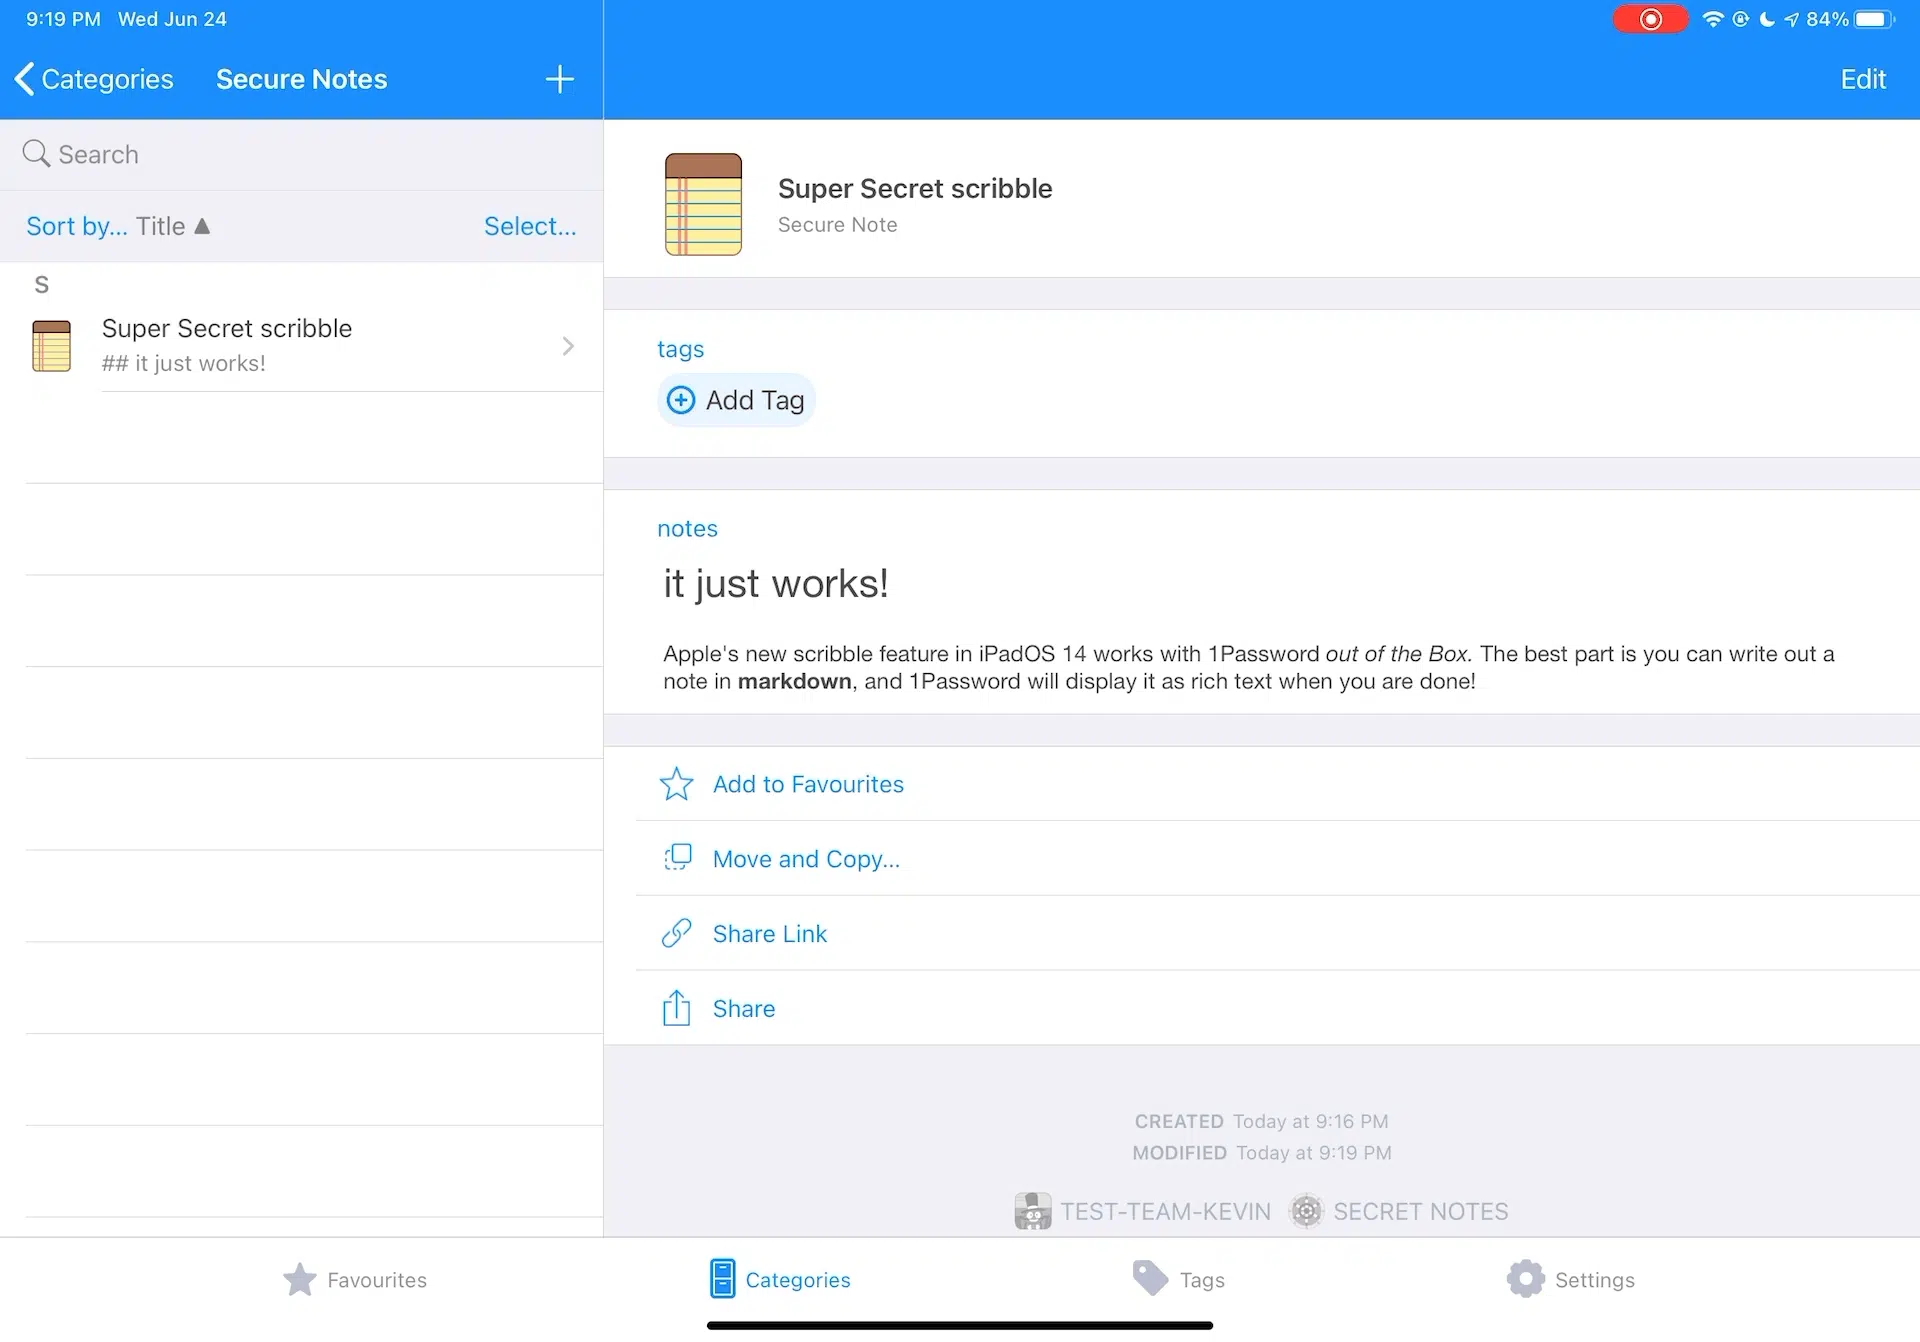 9:19 PM Wed Jun 24
84%
Categories
Secure Notes
Edit
Search
Sort by... Title ▲
Select...
S
Super Secret scribble
## it just works!
Super Secret scribble
Secure Note
tags
Add Tag
notes
it just works!
Apple's new scribble feature in iPadOS 14 works with 1Password out of the Box. The best part is you can write out a
note in markdown, and 1Password will display it as rich text when you are done!
Add to Favourites
Move and Copy...
Share Link
Share
CREATED Today at 9:16 PM
MODIFIED Today at 9:19 PM
TEST-TEAM-KEVIN SECRET NOTES
Favourites
Categories
Tags
Settings